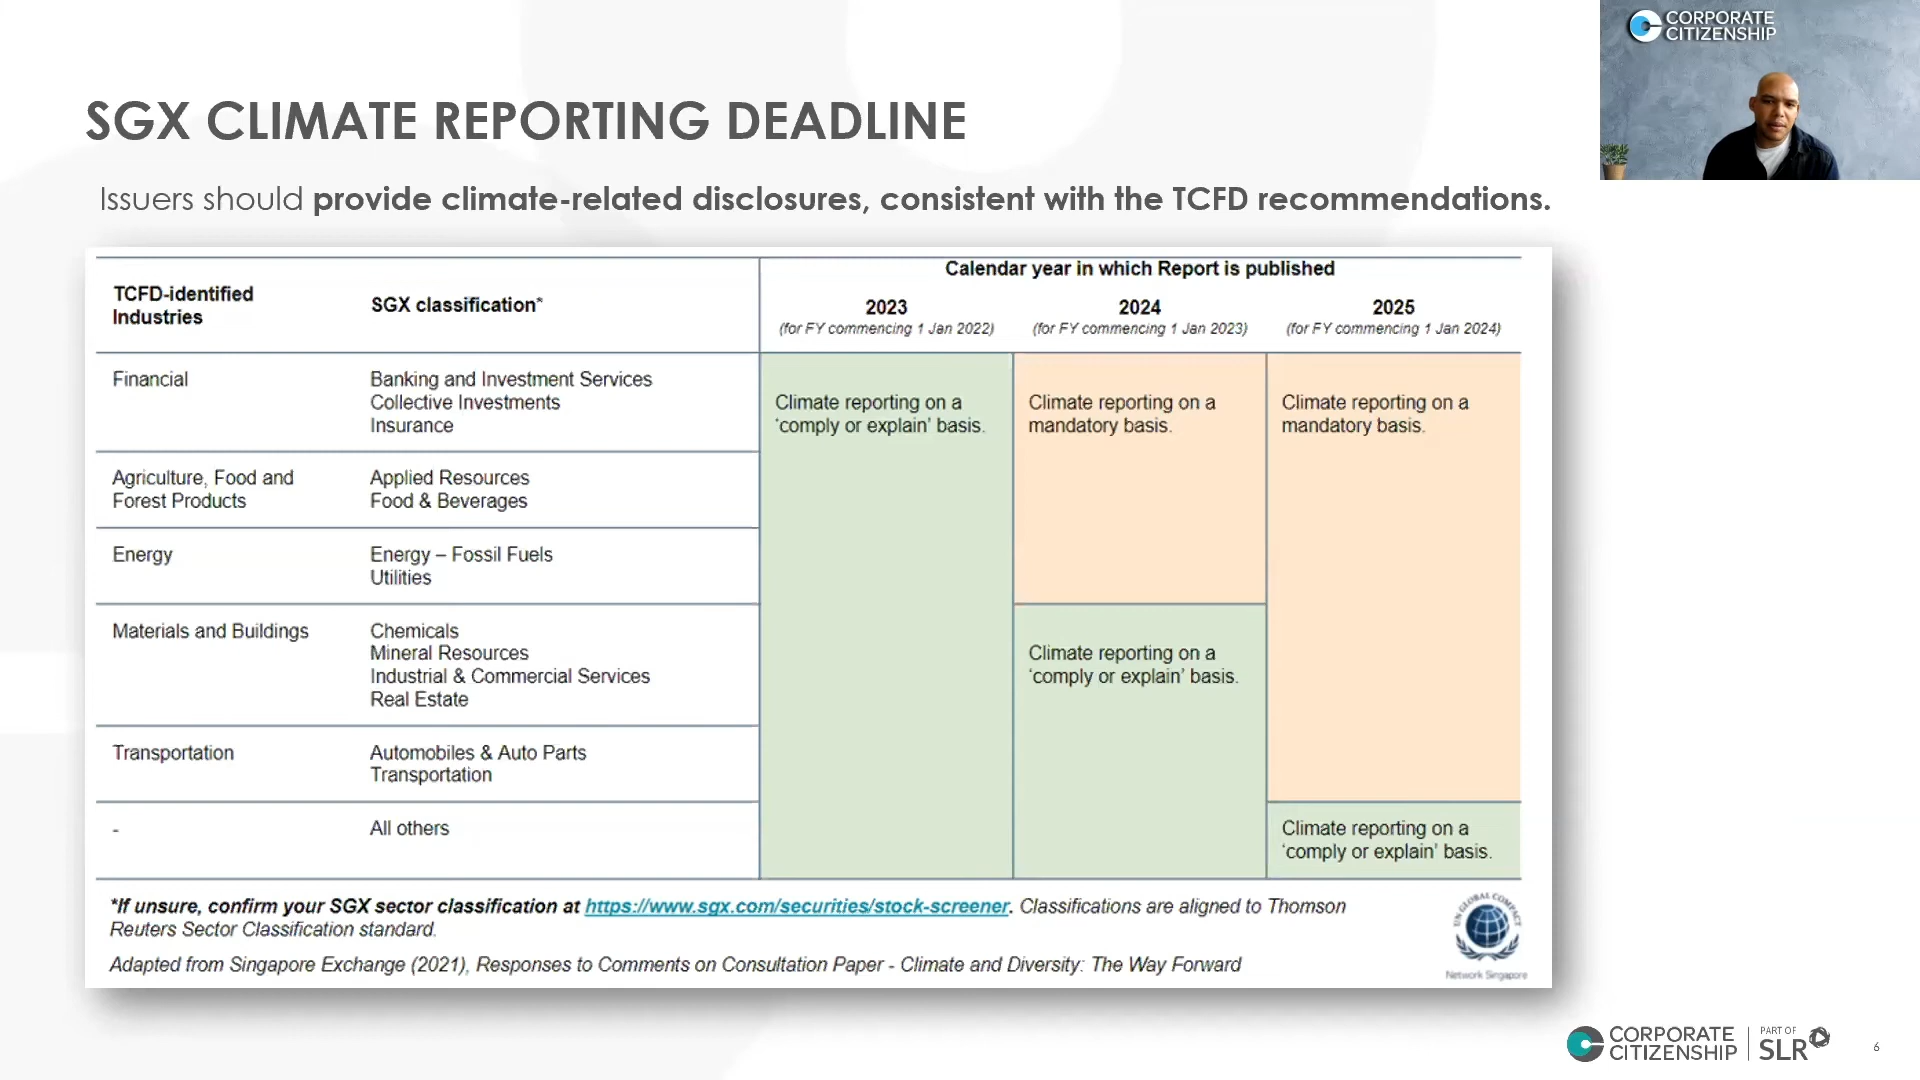 CORPORATE
CITIZENSHIP
SGX CLIMATE REPORTING DEADLINE
Issuers should provide climate-related disclosures, consistent with the TCFD recommendations.
TCFD-identified
Industries
SGX classification*
Calendar year in which Report is published
2023
(for FY commencing 1 Jan 2022)
2024
(for FY commencing 1 Jan 2023)
2025
(for FY commencing 1 Jan 2024)
Financial
Banking and Investment Services
Collective Investments
Insurance
Climate reporting on a
‘comply or explain’ basis.
Climate reporting on a
mandatory basis.
Climate reporting on a
mandatory basis.
Agriculture, Food and
Forest Products
Applied Resources
Food & Beverages
Energy
Energy – Fossil Fuels
Utilities
Materials and Buildings
Chemicals
Mineral Resources
Industrial & Commercial Services
Real Estate
Climate reporting on a
‘comply or explain’ basis.
Transportation
Automobiles & Auto Parts
Transportation
-
All others
Climate reporting on a
‘comply or explain’ basis.
*If unsure, confirm your SGX sector classification at https://www.sgx.com/securities/stock-screener. Classifications are aligned to Thomson
Reuters Sector Classification standard.
Adapted from Singapore Exchange (2021), Responses to Comments on Consultation Paper - Climate and Diversity: The Way Forward
UN GLOBAL COMPACT
Network Singapore
CORPORATE
CITIZENSHIP
PART OF
SLR
6